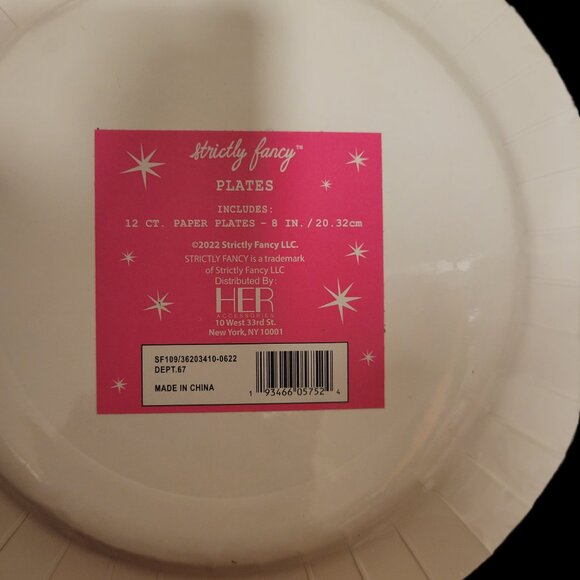 strictly fancy™
PLATES
INCLUDES:
12 CT. PAPER PLATES - 8 IN./20.32cm
©2022 Strictly Fancy LLC.
STRICTLY FANCY is a trademark
of Strictly Fancy LLC
Distributed By:
HER
ACCESSORIES
10 West 33rd St.
New York, NY 10001
SF109/36203410-0622
DEPT.67
MADE IN CHINA
1 93466 05752 4